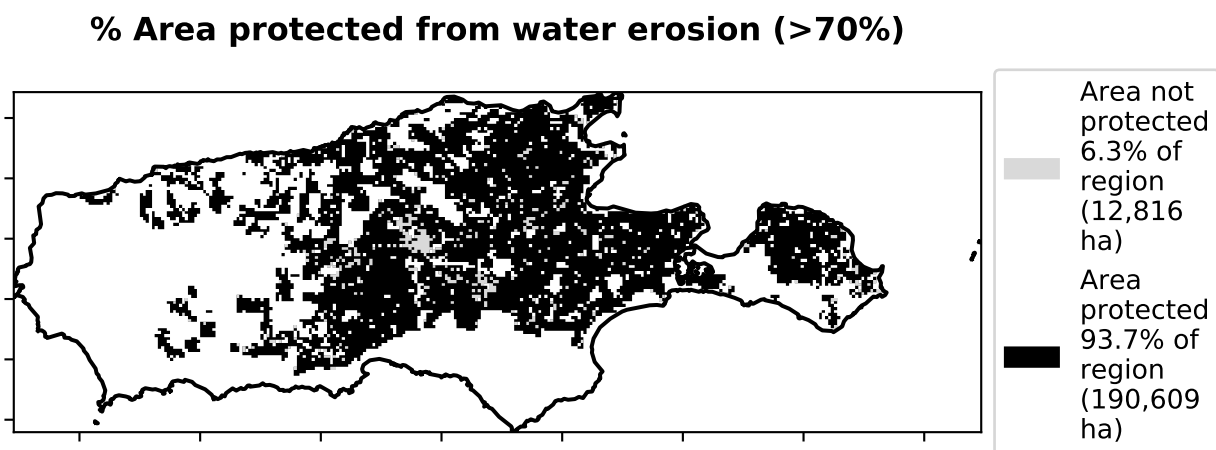 % Area protected from water erosion (>70%)
Area not
protected
6.3% of
region
(12,816
ha)
Area
protected
93.7% of
region
(190,609
ha)